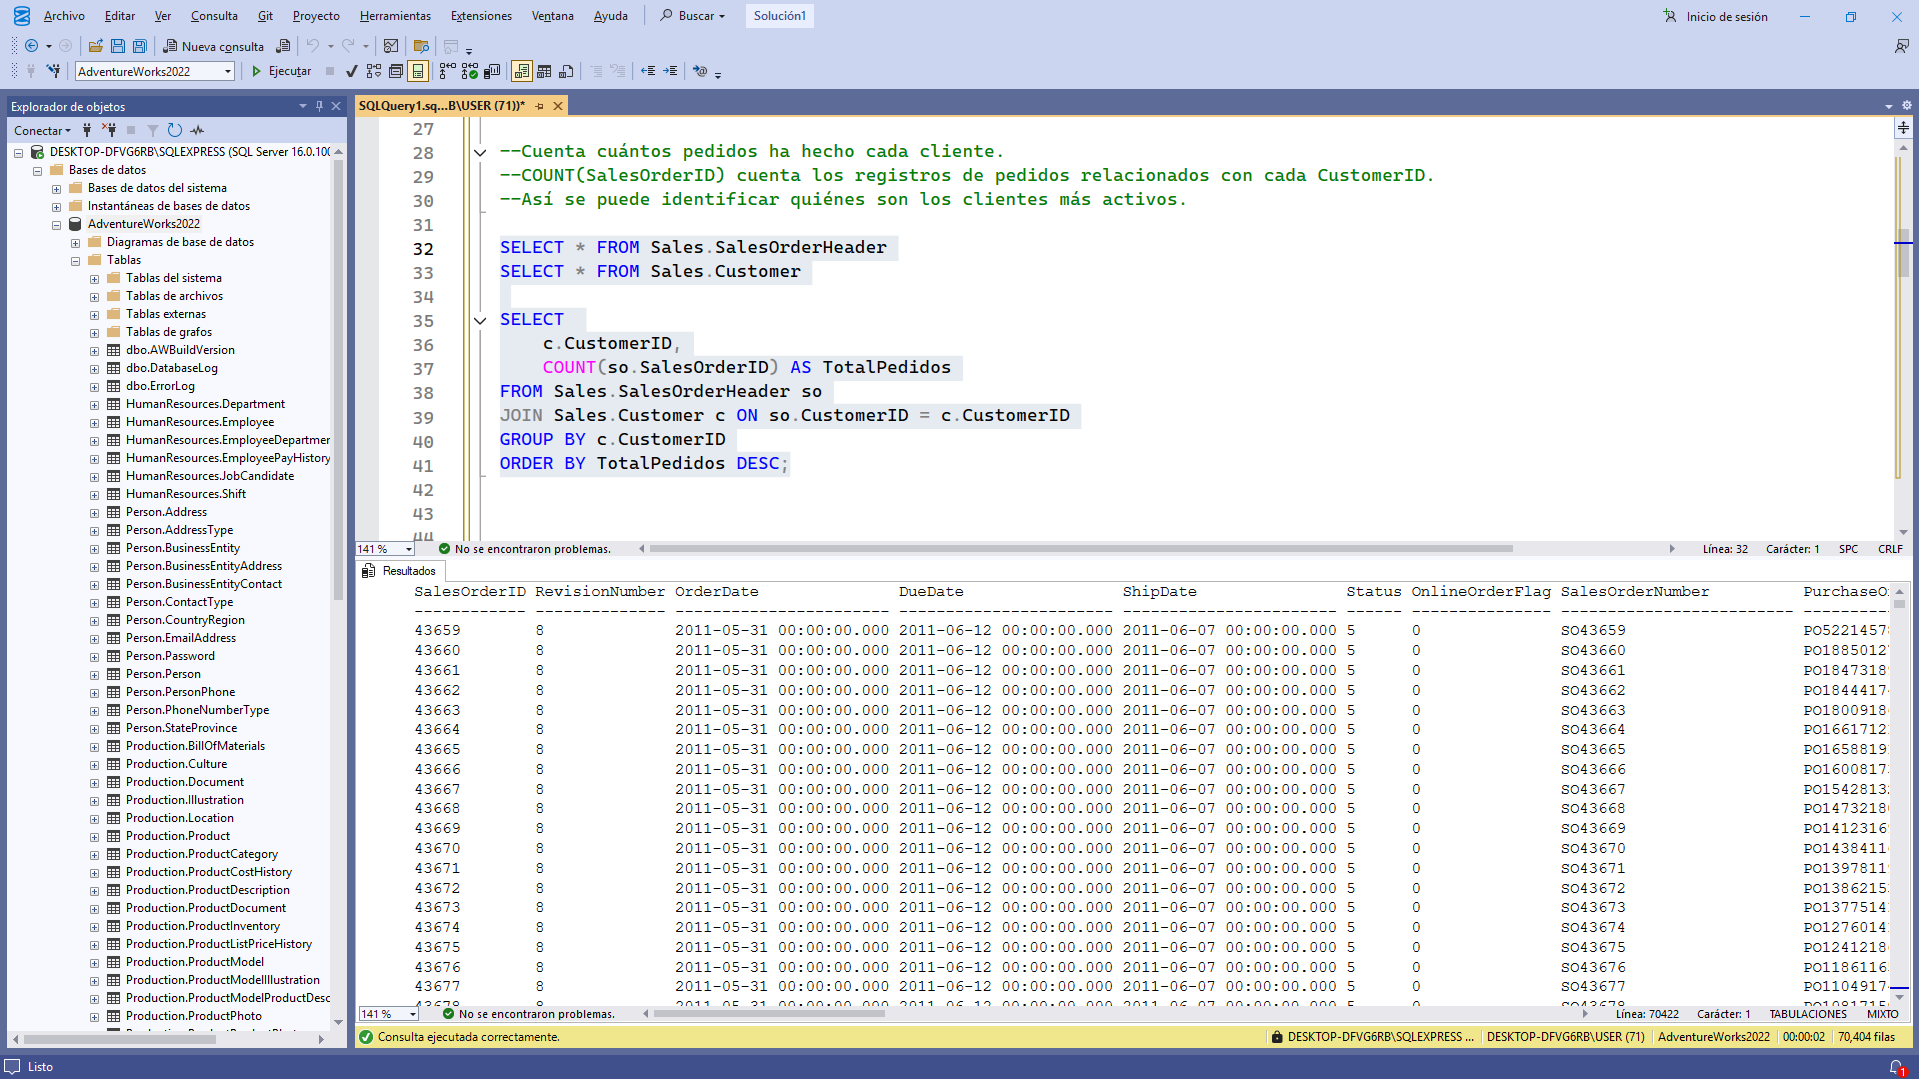 Archivo Editar Ver Consulta Git Proyecto Herramientas Extensiones Ventana Ayuda Buscar Solución1 Inicio de sesión
Nueva consulta
AdventureWorks2022 Ejecutar
Explorador de objetos
Conectar
DESKTOP-DFVG6RB\SQLEXPRESS (SQL Server 16.0.100
Bases de datos
Bases de datos del sistema
Instantáneas de bases de datos
AdventureWorks2022
Diagramas de base de datos
Tablas
Tablas del sistema
Tablas de archivos
Tablas externas
Tablas de grafos
dbo.AWBuildVersion
dbo.DatabaseLog
dbo.ErrorLog
HumanResources.Department
HumanResources.Employee
HumanResources.EmployeeDepartmen
HumanResources.EmployeePayHistory
HumanResources.JobCandidate
HumanResources.Shift
Person.Address
Person.AddressType
Person.BusinessEntity
Person.BusinessEntityAddress
Person.BusinessEntityContact
Person.ContactType
Person.CountryRegion
Person.EmailAddress
Person.Password
Person.Person
Person.PersonPhone
Person.PhoneNumberType
Person.StateProvince
Production.BillOfMaterials
Production.Culture
Production.Document
Production.Illustration
Production.Location
Production.Product
Production.ProductCategory
Production.ProductCostHistory
Production.ProductDescription
Production.ProductDocument
Production.ProductInventory
Production.ProductListPriceHistory
Production.ProductModel
Production.ProductModelIllustration
Production.ProductModelProductDesc
Production.ProductPhoto
SQLQuery1.sq...B\USER (71))*
27
28 --Cuenta cuántos pedidos ha hecho cada cliente.
29 --COUNT(SalesOrderID) cuenta los registros de pedidos relacionados con cada CustomerID.
30 --Así se puede identificar quiénes son los clientes más activos.
31
32 SELECT * FROM Sales.SalesOrderHeader
33 SELECT * FROM Sales.Customer
34
35 SELECT
36 c.CustomerID,
37 COUNT(so.SalesOrderID) AS TotalPedidos
38 FROM Sales.SalesOrderHeader so
39 JOIN Sales.Customer c ON so.CustomerID = c.CustomerID
40 GROUP BY c.CustomerID
41 ORDER BY TotalPedidos DESC;
42
43
44
141 % No se encontraron problemas. Línea: 32 Carácter: 1 SPC CRLF
Resultados
SalesOrderID RevisionNumber OrderDate DueDate ShipDate Status OnlineOrderFlag SalesOrderNumber PurchaseO
------------ -------------- ----------------------- ----------------------- ----------------------- ------ --------------- ------------------------- ---------
43659 8 2011-05-31 00:00:00.000 2011-06-12 00:00:00.000 2011-06-07 00:00:00.000 5 0 SO43659 PO5221457
43660 8 2011-05-31 00:00:00.000 2011-06-12 00:00:00.000 2011-06-07 00:00:00.000 5 0 SO43660 PO1885012
43661 8 2011-05-31 00:00:00.000 2011-06-12 00:00:00.000 2011-06-07 00:00:00.000 5 0 SO43661 PO1847318
43662 8 2011-05-31 00:00:00.000 2011-06-12 00:00:00.000 2011-06-07 00:00:00.000 5 0 SO43662 PO1844417
43663 8 2011-05-31 00:00:00.000 2011-06-12 00:00:00.000 2011-06-07 00:00:00.000 5 0 SO43663 PO1800918
43664 8 2011-05-31 00:00:00.000 2011-06-12 00:00:00.000 2011-06-07 00:00:00.000 5 0 SO43664 PO1661712
43665 8 2011-05-31 00:00:00.000 2011-06-12 00:00:00.000 2011-06-07 00:00:00.000 5 0 SO43665 PO1658819
43666 8 2011-05-31 00:00:00.000 2011-06-12 00:00:00.000 2011-06-07 00:00:00.000 5 0 SO43666 PO1600817
43667 8 2011-05-31 00:00:00.000 2011-06-12 00:00:00.000 2011-06-07 00:00:00.000 5 0 SO43667 PO1542813
43668 8 2011-05-31 00:00:00.000 2011-06-12 00:00:00.000 2011-06-07 00:00:00.000 5 0 SO43668 PO1473218
43669 8 2011-05-31 00:00:00.000 2011-06-12 00:00:00.000 2011-06-07 00:00:00.000 5 0 SO43669 PO1412316
43670 8 2011-05-31 00:00:00.000 2011-06-12 00:00:00.000 2011-06-07 00:00:00.000 5 0 SO43670 PO1438411
43671 8 2011-05-31 00:00:00.000 2011-06-12 00:00:00.000 2011-06-07 00:00:00.000 5 0 SO43671 PO1397811
43672 8 2011-05-31 00:00:00.000 2011-06-12 00:00:00.000 2011-06-07 00:00:00.000 5 0 SO43672 PO1386215
43673 8 2011-05-31 00:00:00.000 2011-06-12 00:00:00.000 2011-06-07 00:00:00.000 5 0 SO43673 PO1377514
43674 8 2011-05-31 00:00:00.000 2011-06-12 00:00:00.000 2011-06-07 00:00:00.000 5 0 SO43674 PO1276014
43675 8 2011-05-31 00:00:00.000 2011-06-12 00:00:00.000 2011-06-07 00:00:00.000 5 0 SO43675 PO1241218
43676 8 2011-05-31 00:00:00.000 2011-06-12 00:00:00.000 2011-06-07 00:00:00.000 5 0 SO43676 PO1186116
43677 8 2011-05-31 00:00:00.000 2011-06-12 00:00:00.000 2011-06-07 00:00:00.000 5 0 SO43677 PO1104917
43678 8 2011-05-31 00:00:00.000 2011-06-12 00:00:00.000 2011-06-07 00:00:00.000 5 0 SO43678
141 % No se encontraron problemas. Línea: 70422 Carácter: 1 TABULACIONES MIXTO
Consulta ejecutada correctamente. DESKTOP-DFVG6RB\SQLEXPRESS ... DESKTOP-DFVG6RB\USER (71) AdventureWorks2022 00:00:02 70,404 filas
Listo 1